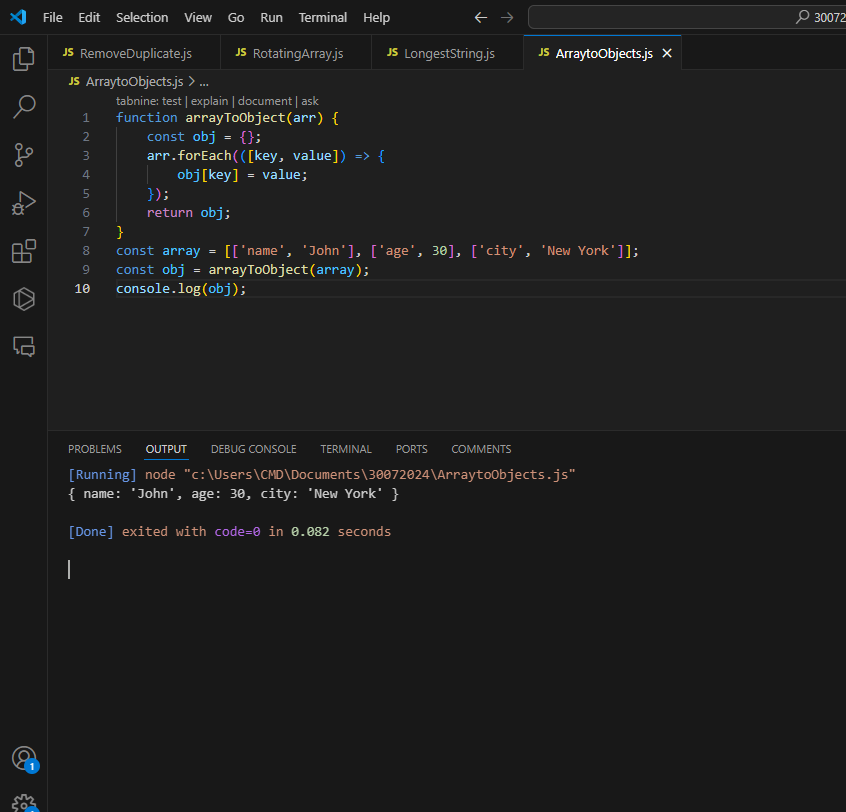 File Edit Selection View Go Run Terminal Help 30072
JS RemoveDuplicate.js JS RotatingArray.js JS LongestString.js JS ArraytoObjects.js
JS ArraytoObjects.js > ...
tabnine: test | explain | document | ask
1 function arrayToObject(arr) {
2 const obj = {};
3 arr.forEach(([key, value]) => {
4 obj[key] = value;
5 });
6 return obj;
7 }
8 const array = [['name', 'John'], ['age', 30], ['city', 'New York']];
9 const obj = arrayToObject(array);
10 console.log(obj);
PROBLEMS OUTPUT DEBUG CONSOLE TERMINAL PORTS COMMENTS
[Running] node "c:\Users\CMD\Documents\30072024\ArraytoObjects.js"
{ name: 'John', age: 30, city: 'New York' }
[Done] exited with code=0 in 0.082 seconds
1